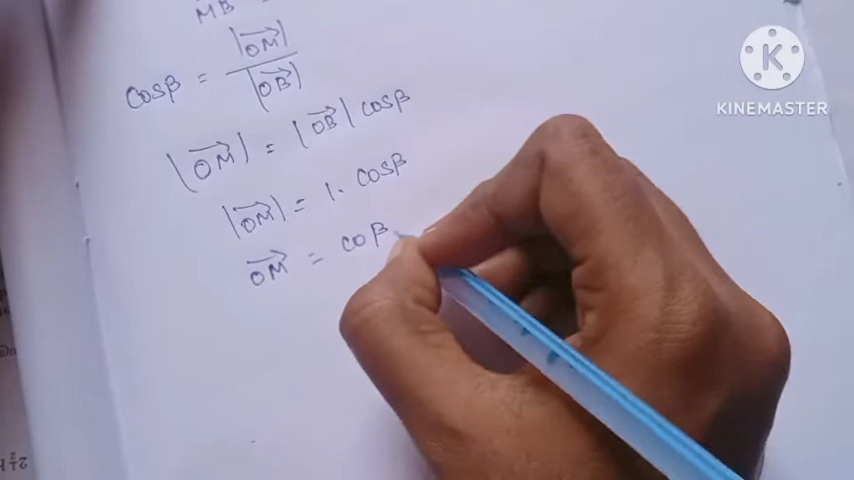 MB
cosβ = |OM→| / |OB→|
|OM→| = |OB→| cosβ
|OM→| = 1. cosβ
OM→ = coβ
K
KINEMASTER